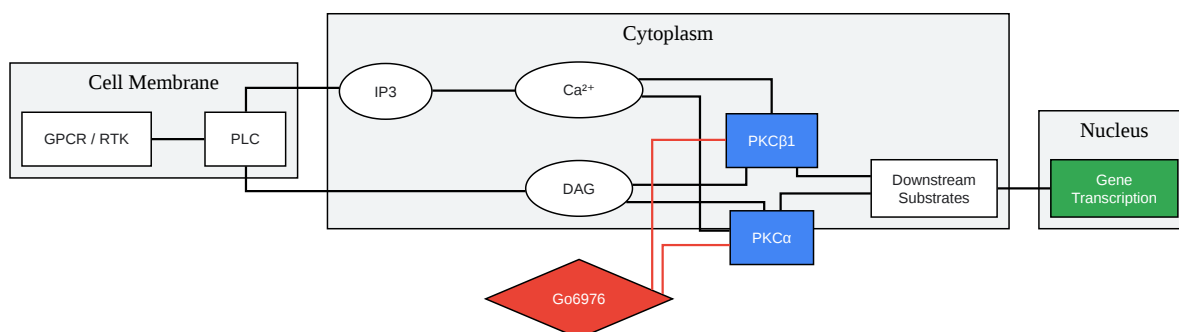 Cytoplasm
Cell Membrane
IP3
Ca²⁺
GPCR / RTK
PLC
PKCβ1
Nucleus
DAG
Downstream
Substrates
Gene
Transcription
PKCα
Go6976